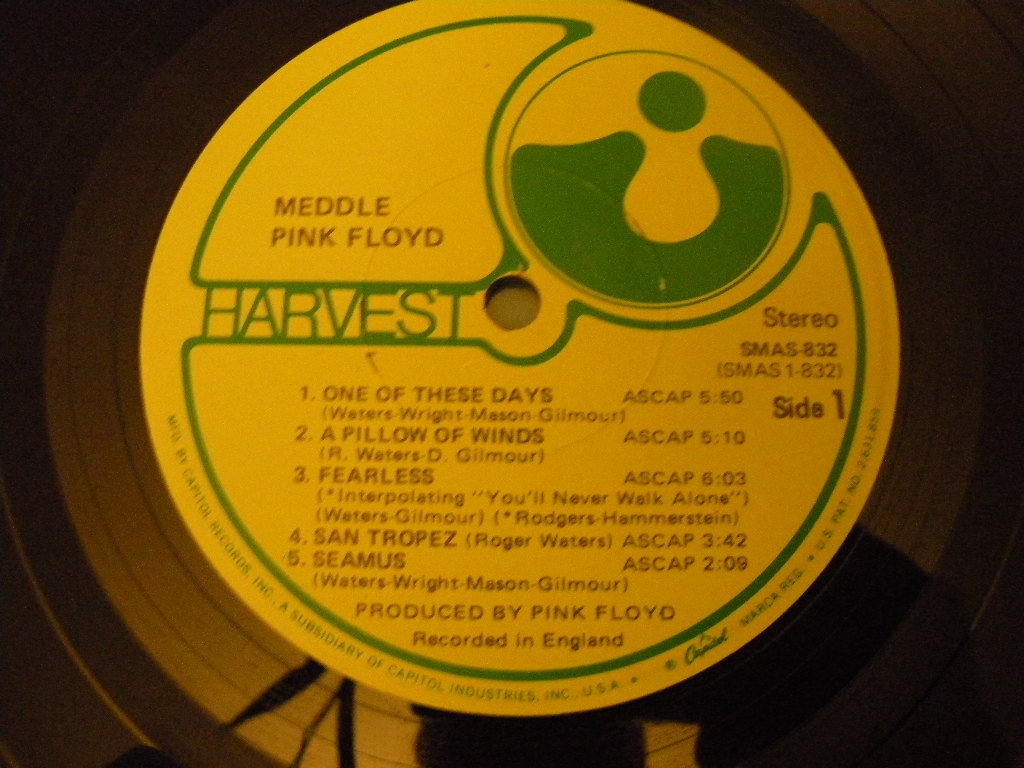 MEDDLE
PINK FLOYD
HARVEST
Stereo
SMAS-832
(SMAS 1-832)
Side 1
1. ONE OF THESE DAYS ASCAP 5:50
(Waters-Wright-Mason-Gilmour)
2. A PILLOW OF WINDS ASCAP 5:10
(R. Waters-D. Gilmour)
3. FEARLESS ASCAP 6:03
(*Interpolating "You'll Never Walk Alone")
(Waters-Gilmour) (*Rodgers-Hammerstein)
4. SAN TROPEZ (Roger Waters) ASCAP 3:42
5. SEAMUS ASCAP 2:09
(Waters-Wright-Mason-Gilmour)
PRODUCED BY PINK FLOYD
Recorded in England
MFD. BY CAPITOL RECORDS, INC., A SUBSIDIARY OF CAPITOL INDUSTRIES, INC., U.S.A. • ® Capitol MARCA REG. • U.S. PAT. NO. 2,631,859